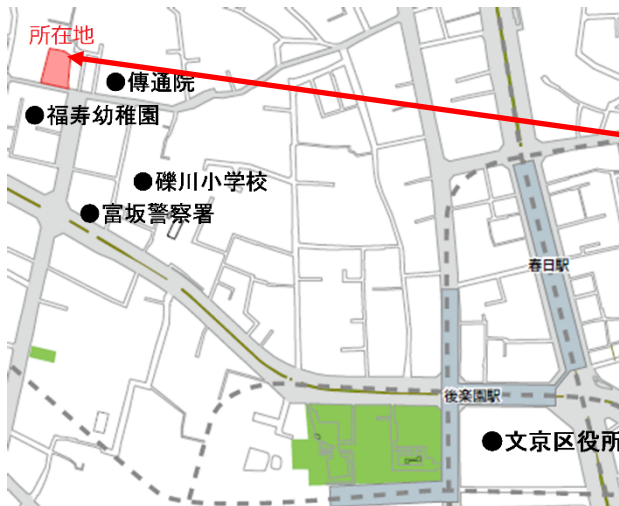 所在地
●傳通院
●福寿幼稚園
●礫川小学校
●富坂警察署
春日駅
後楽園駅
●文京区役所